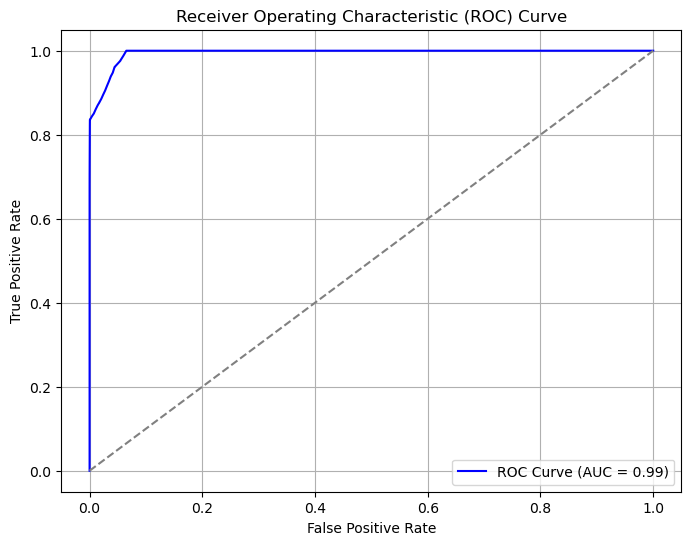 Receiver Operating Characteristic (ROC) Curve
1.0
0.8
0.6
0.4
0.2
0.0
True Positive Rate
ROC Curve (AUC = 0.99)
0.0 0.2 0.4 0.6 0.8 1.0
False Positive Rate